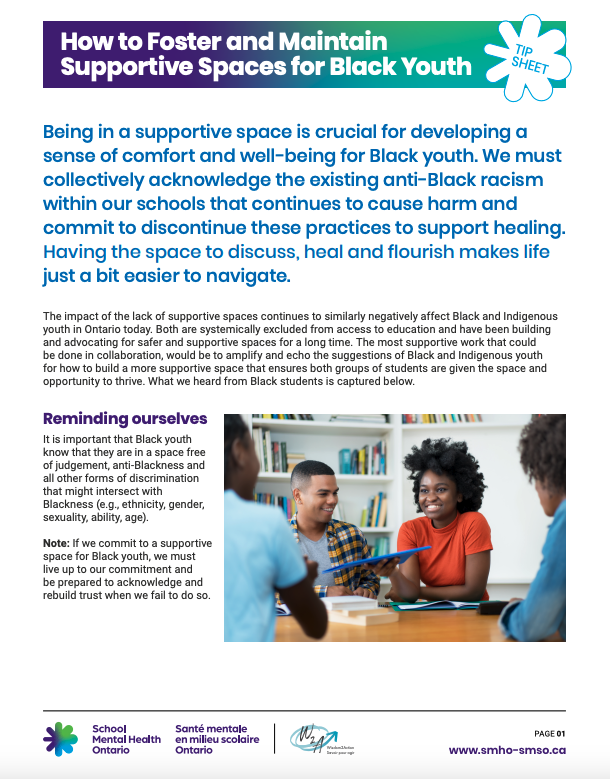 How to Foster and Maintain
Supportive Spaces for Black Youth
TIP
SHEET
Being in a supportive space is crucial for developing a
sense of comfort and well-being for Black youth. We must
collectively acknowledge the existing anti-Black racism
within our schools that continues to cause harm and
commit to discontinue these practices to support healing.
Having the space to discuss, heal and flourish makes life
just a bit easier to navigate.
The impact of the lack of supportive spaces continues to similarly negatively affect Black and Indigenous
youth in Ontario today. Both are systemically excluded from access to education and have been building
and advocating for safer and supportive spaces for a long time. The most supportive work that could
be done in collaboration, would be to amplify and echo the suggestions of Black and Indigenous youth
for how to build a more supportive space that ensures both groups of students are given the space and
opportunity to thrive. What we heard from Black students is captured below.
Reminding ourselves
It is important that Black youth
know that they are in a space free
of judgement, anti-Blackness and
all other forms of discrimination
that might intersect with
Blackness (e.g., ethnicity, gender,
sexuality, ability, age).
Note: If we commit to a supportive
space for Black youth, we must
live up to our commitment and
be prepared to acknowledge and
rebuild trust when we fail to do so.
School
Mental Health
Ontario
Santé mentale
en milieu scolaire
Ontario
W2A
Wisdom2Action
Savoir-pour-agir
PAGE 01
www.smho-smso.ca